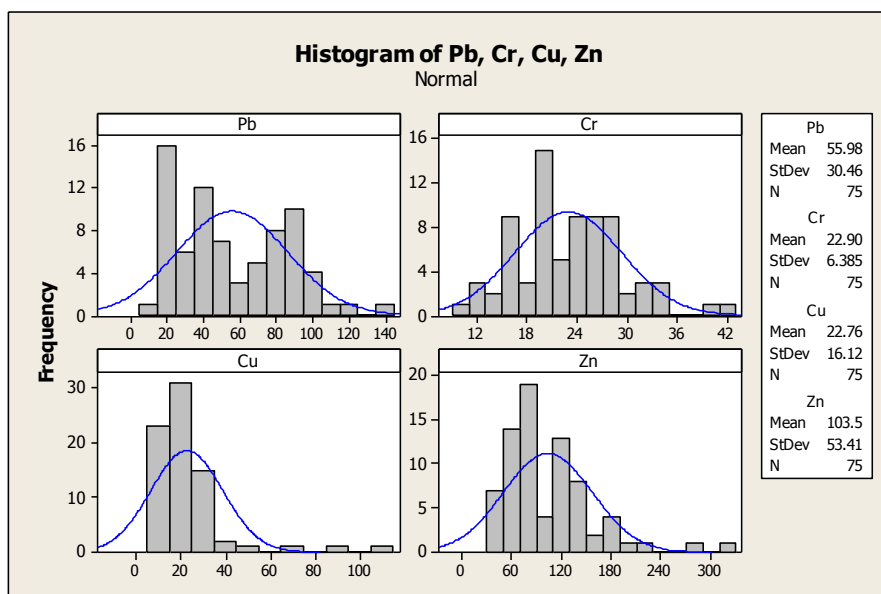 Histogram of Pb, Cr, Cu, Zn
Normal
Pb
Cr
16
12
8
4
0
0 20 40 60 80 100 120 140
16
12
8
4
0
12 18 24 30 36 42
Cu
Zn
30
20
10
0
0 20 40 60 80 100
20
15
10
5
0
0 60 120 180 240 300
Frequency
Pb
Mean 55.98
StDev 30.46
N 75
Cr
Mean 22.90
StDev 6.385
N 75
Cu
Mean 22.76
StDev 16.12
N 75
Zn
Mean 103.5
StDev 53.41
N 75